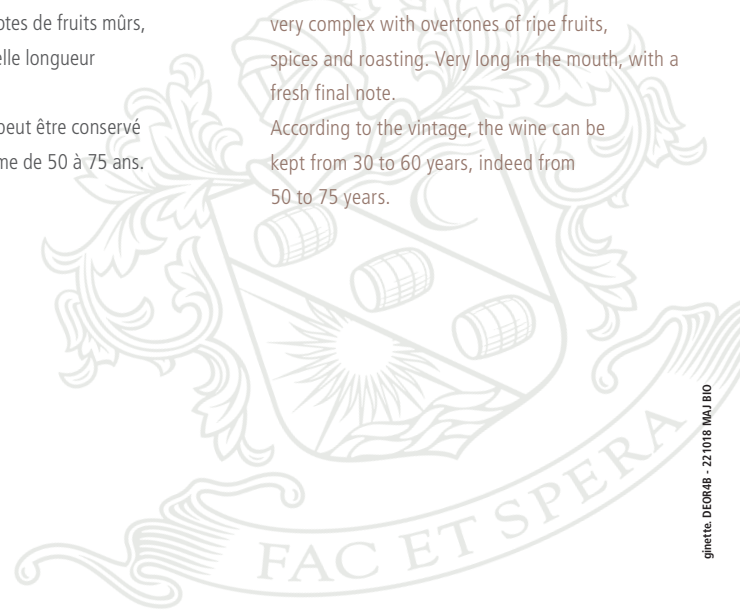 otes de fruits mûrs,
elle longueur
peut être conservé
me de 50 à 75 ans.
very complex with overtones of ripe fruits,
spices and roasting. Very long in the mouth, with a
fresh final note.
According to the vintage, the wine can be
kept from 30 to 60 years, indeed from
50 to 75 years.
FAC ET SPERA
ginette. DEOR4B - 221018 MAJ BIO